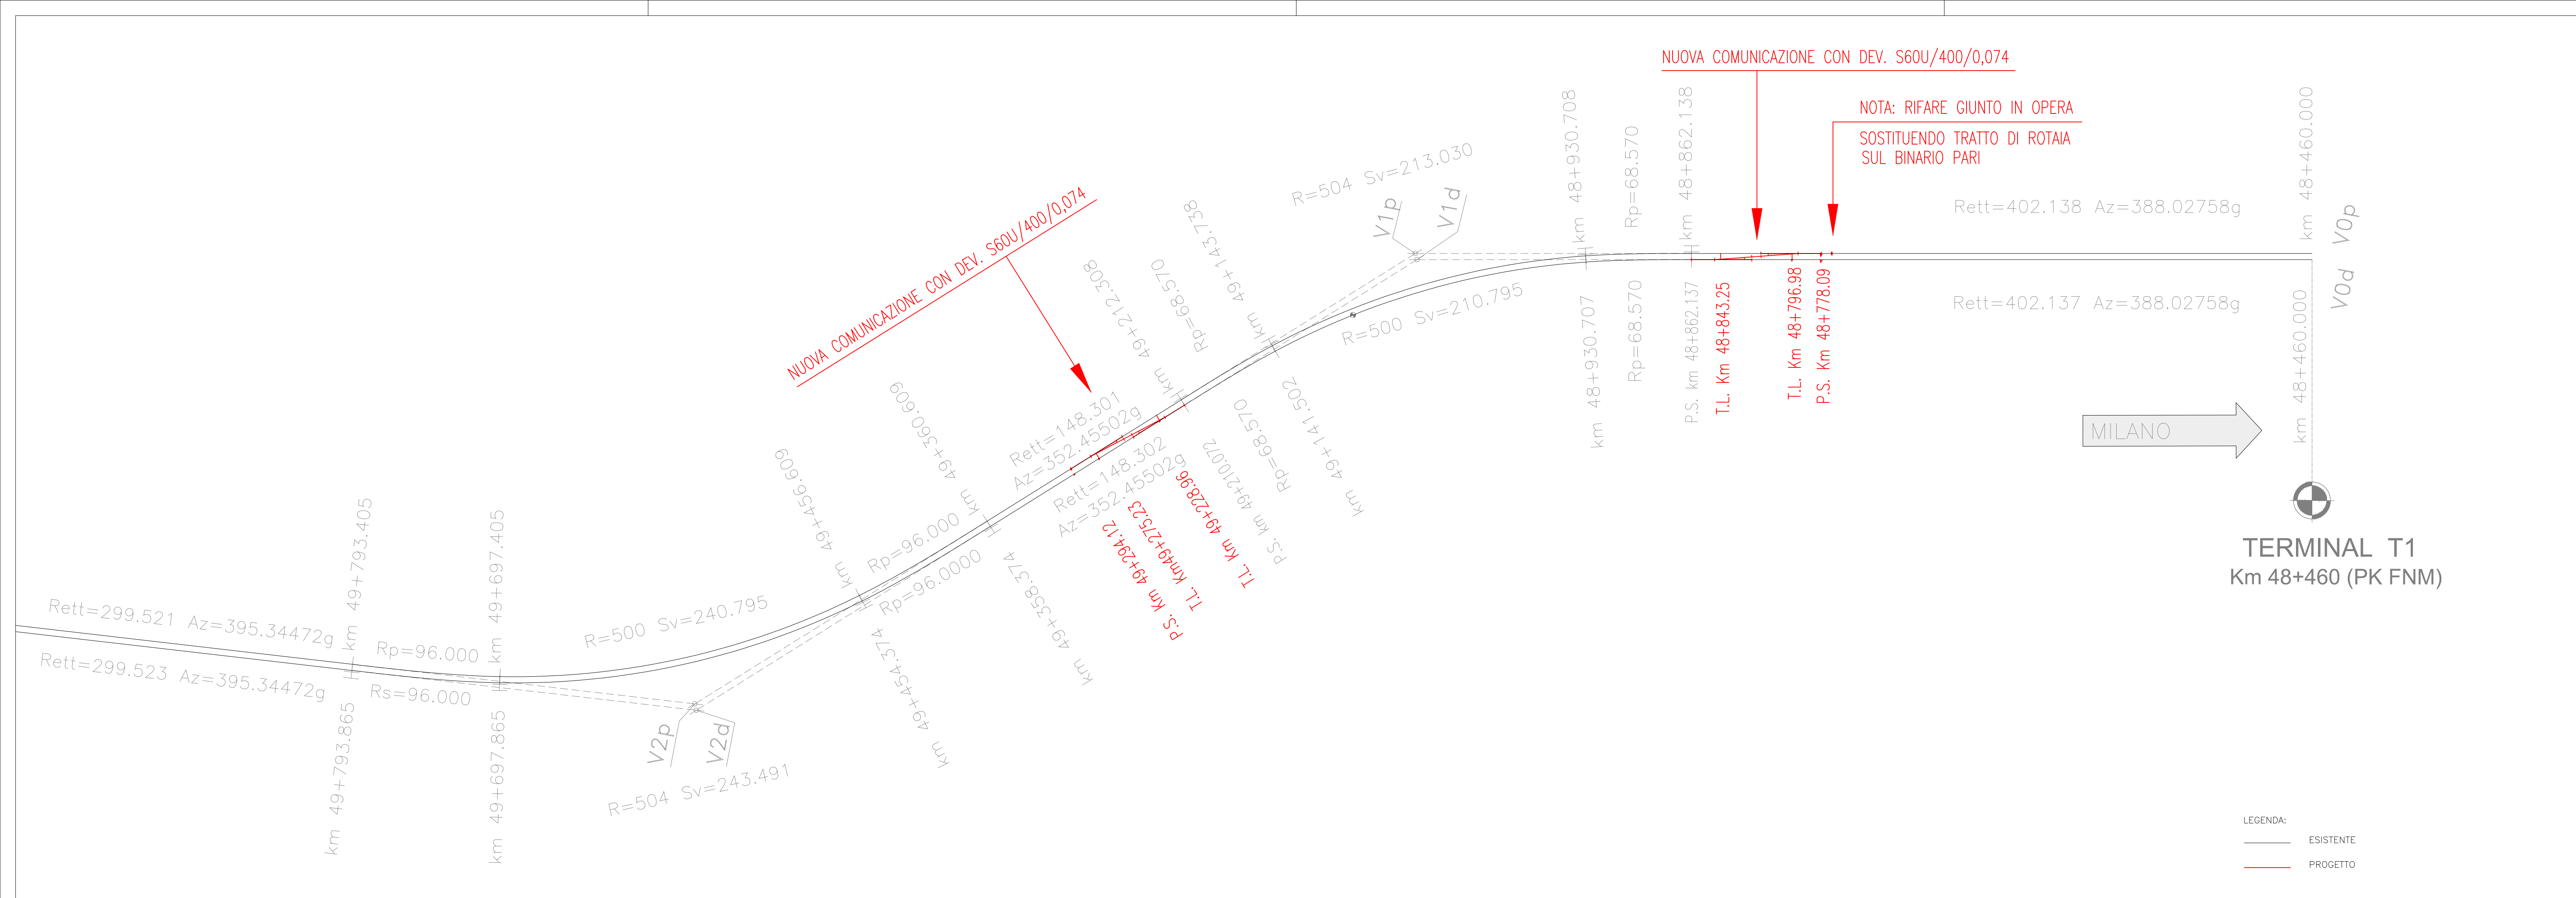 NUOVA COMUNICAZIONE CON DEV. S60U/400/0,074
NOTA: RIFARE GIUNTO IN OPERA
SOSTITUENDO TRATTO DI ROTAIA
SUL BINARIO PARI
km 48+930.708
Rp=68.570
P.S. km 48+862.138
km 48+460.000
R=504 Sv=213.030
V1p
V1d
Rett=402.138 Az=388.02758g
V0p
V0d
NUOVA COMUNICAZIONE CON DEV. S60U/400/0,074
km 49+212.308
Rp=68.570
km 49+143.738
R=500 Sv=210.795
km 48+930.707
Rp=68.570
P.S. km 48+862.137
T.L. Km 48+843.25
T.L. Km 48+796.98
P.S. Km 48+778.09
Rett=402.137 Az=388.02758g
km 48+460.000
MILANO
TERMINAL T1
Km 48+460 (PK FNM)
km 49+456.609
km 49+360.609
Rett=148.301
Az=352.45502g
Rett=148.302
Az=352.45502g
P.S. Km 49+294.12
T.L. Km49+275.23
T.L. Km 49+228.96
P.S. km 49+210.072
Rp=68.570
km 49+141.502
Rp=96.000
Rp=96.0000
km 49+454.374
km 49+358.374
km 49+793.405
km 49+697.405
R=500 Sv=240.795
Rett=299.521 Az=395.34472g
Rp=96.000
Rett=299.523 Az=395.34472g
Rs=96.000
km 49+793.865
km 49+697.865
V2p
V2d
R=504 Sv=243.491
LEGENDA:
ESISTENTE
PROGETTO